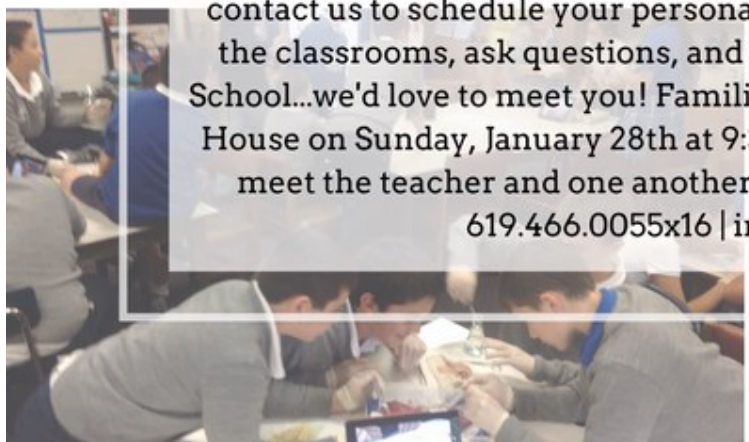 contact us to schedule your persona
the classrooms, ask questions, and
School...we'd love to meet you! Famili
House on Sunday, January 28th at 9:
meet the teacher and one another
619.466.0055x16 | i